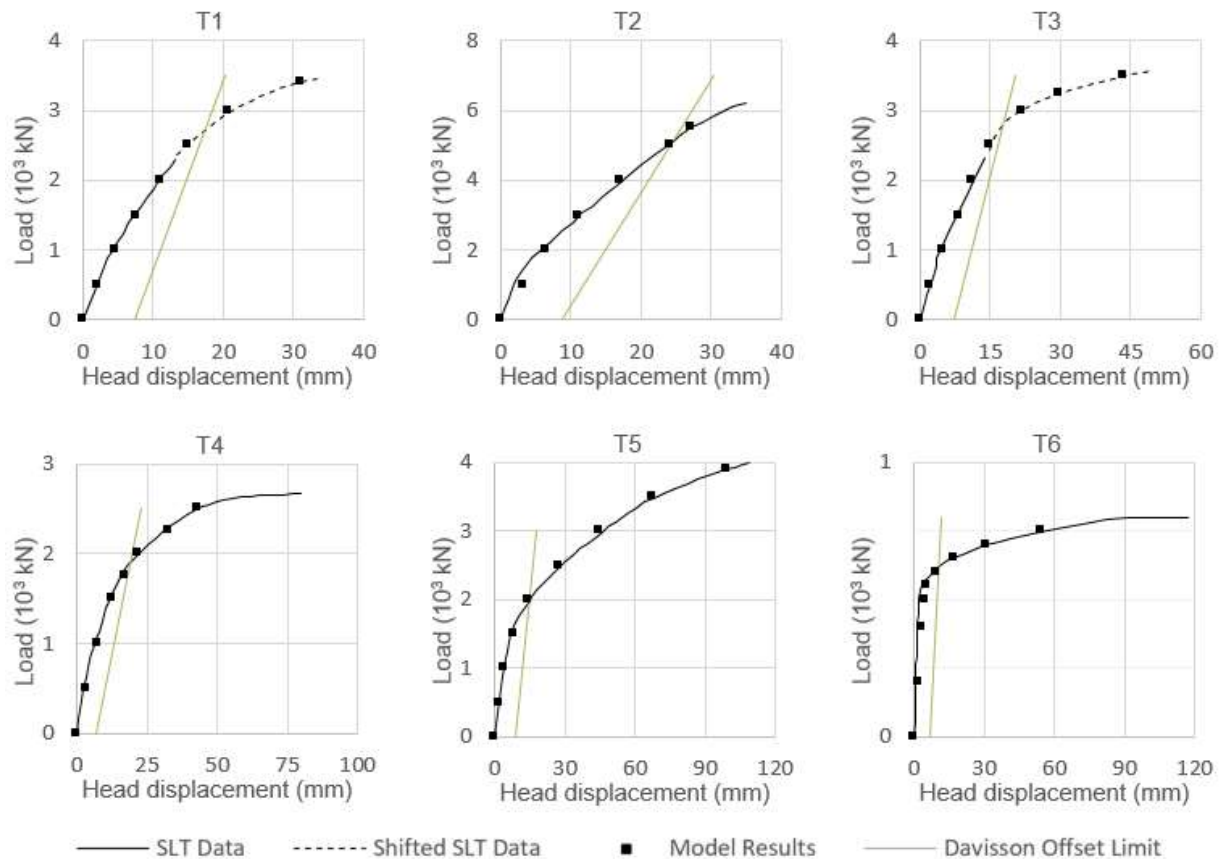 T1
T2
T3
Load (10³ kN)
4
3
2
1
0
0 10 20 30 40
Head displacement (mm)
Load (10³ kN)
8
6
4
2
0
0 10 20 30 40
Head displacement (mm)
Load (10³ kN)
4
3
2
1
0
0 15 30 45 60
Head displacement (mm)
T4
T5
T6
Load (10³ kN)
3
2
1
0
0 25 50 75 100
Head displacement (mm)
Load (10³ kN)
4
3
2
1
0
0 30 60 90 120
Head displacement (mm)
Load (10³ kN)
1
0
0 30 60 90 120
Head displacement (mm)
SLT Data Shifted SLT Data Model Results Davisson Offset Limit